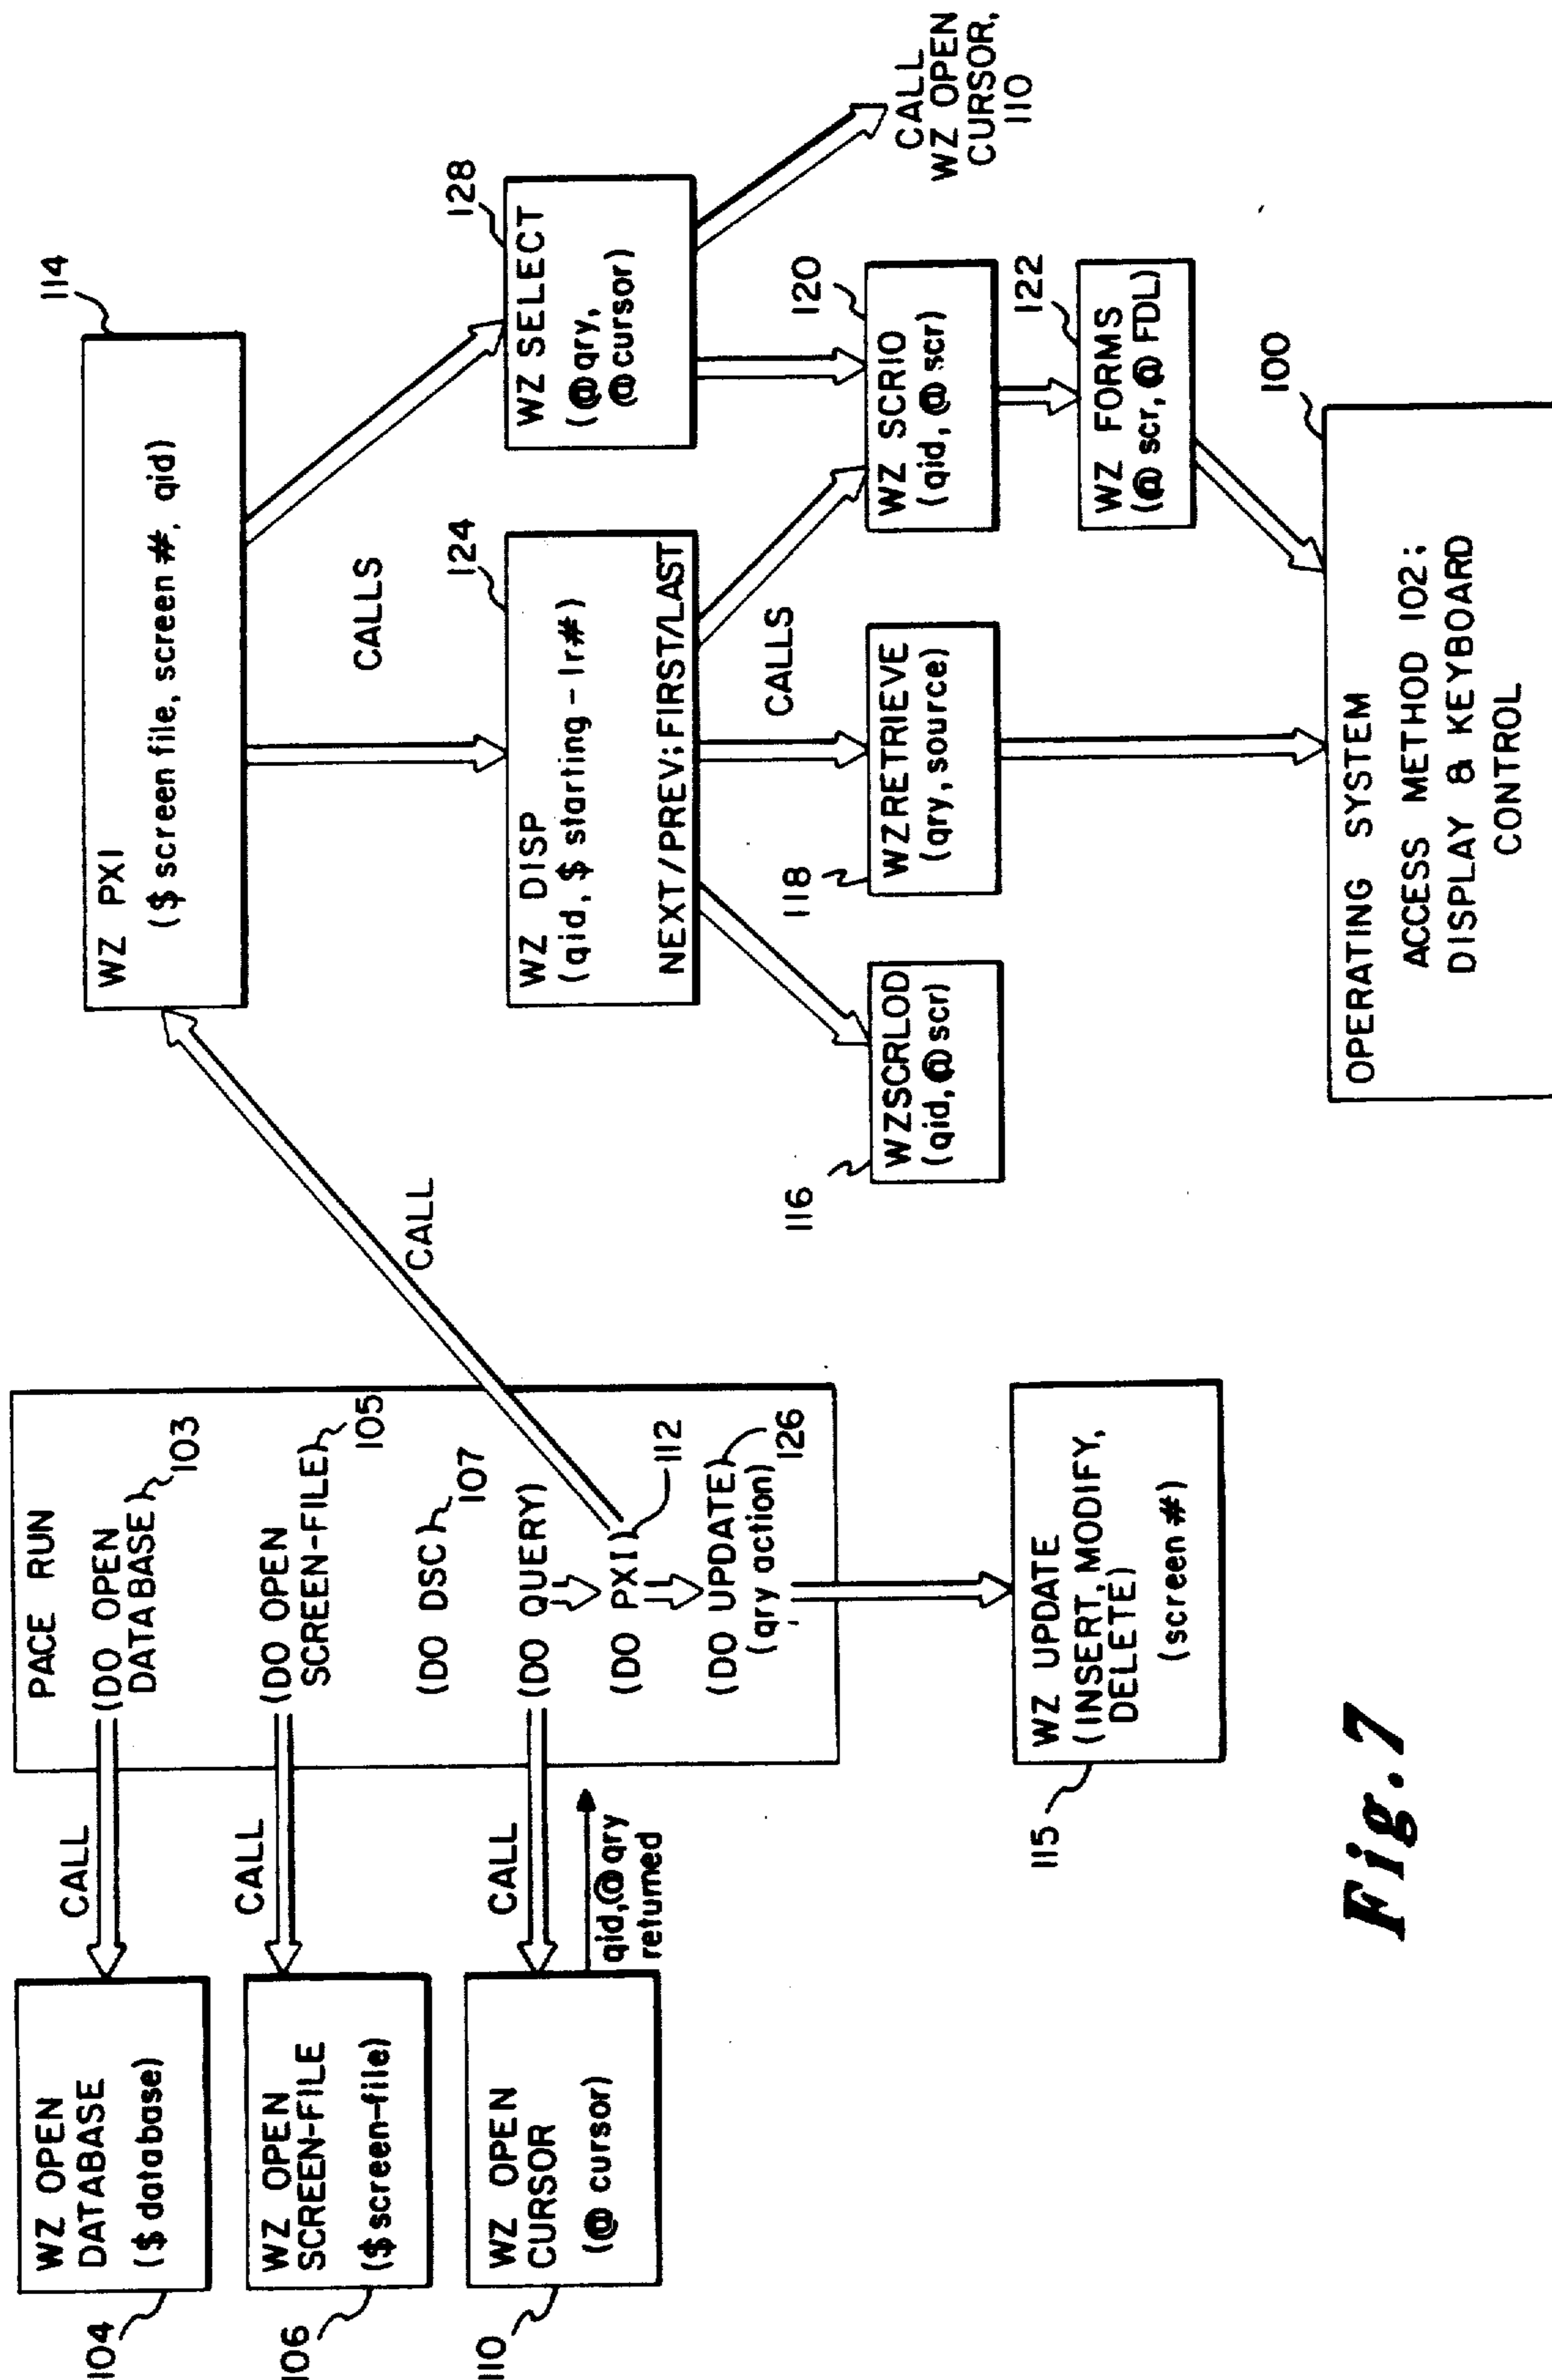 WZ OPEN
DATABASE
($ database)
104
CALL
WZ OPEN
SCREEN-FILE
($ screen-file)
106
CALL
WZ OPEN
CURSOR
(@ cursor)
110
CALL
qid,@qry
returned
PACE RUN
(DO OPEN
DATABASE)
103
(DO OPEN
SCREEN-FILE)
105
(DO DSC)
107
(DO QUERY)
(DO PXI)
112
(DO UPDATE)
126
(qry action)
WZ UPDATE
(INSERT, MODIFY,
DELETE)
(screen #)
115
CALL
WZ PXI
($ screen file, screen #, qid)
114
CALLS
WZ DISP
(qid, $ starting - lr#)
NEXT/PREV; FIRST/LAST
124
WZ SELECT
(@qry,
@cursor)
128
CALL
WZ OPEN
CURSOR,
110
CALLS
WZSCRLOD
(qid, @scr)
116
WZRETRIEVE
(qry, source)
118
WZ SCRIO
(qid, @ scr)
120
WZ FORMS
(@ scr, @ FDL)
122
OPERATING SYSTEM
ACCESS METHOD 102;
DISPLAY & KEYBOARD
CONTROL
100
Fig. 7